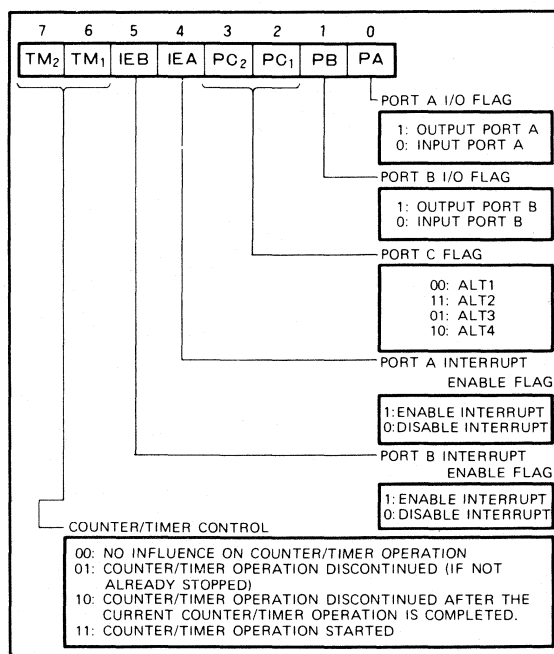 7 6 5 4 3 2 1 0
TM₂ TM₁ IEB IEA PC₂ PC₁ PB PA
PORT A I/O FLAG
1: OUTPUT PORT A
0: INPUT PORT A
PORT B I/O FLAG
1: OUTPUT PORT B
0: INPUT PORT B
PORT C FLAG
00: ALT1
11: ALT2
01: ALT3
10: ALT4
PORT A INTERRUPT
ENABLE FLAG
1:ENABLE INTERRUPT
0:DISABLE INTERRUPT
PORT B INTERRUPT
ENABLE FLAG
1:ENABLE INTERRUPT
0:DISABLE INTERRUPT
COUNTER/TIMER CONTROL
00: NO INFLUENCE ON COUNTER/TIMER OPERATION
01: COUNTER/TIMER OPERATION DISCONTINUED (IF NOT
ALREADY STOPPED)
10: COUNTER/TIMER OPERATION DISCONTINUED AFTER THE
CURRENT COUNTER/TIMER OPERATION IS COMPLETED.
11: COUNTER/TIMER OPERATION STARTED